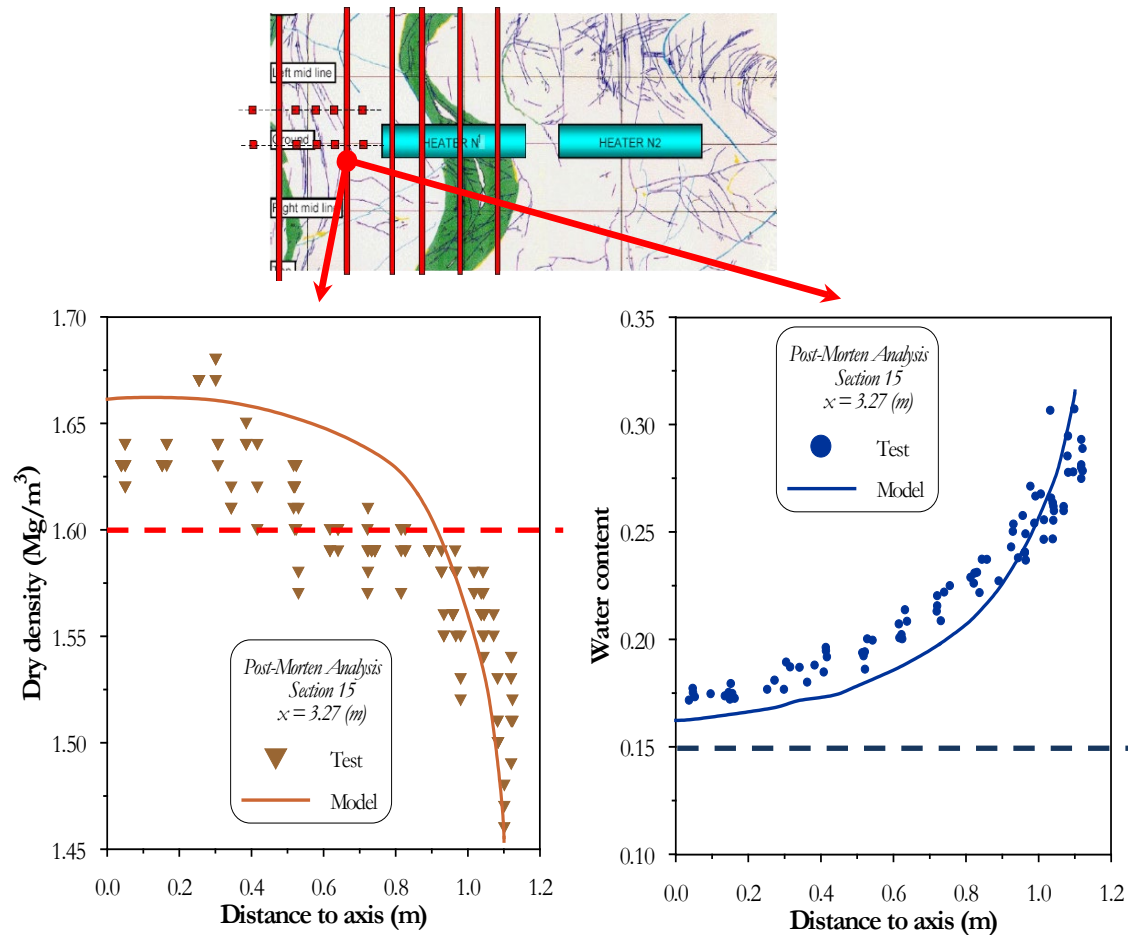 Left mid line
Ground
HEATER N1
HEATER N2
Right mid line
1.70
1.65
1.60
1.55
1.50
1.45
Dry density (Mg/m³)
Post-Morten Analysis
Section 15
x = 3.27 (m)
Test
Model
0.0 0.2 0.4 0.6 0.8 1.0 1.2
Distance to axis (m)
0.35
0.30
0.25
0.20
0.15
0.10
Water content
Post-Morten Analysis
Section 15
x = 3.27 (m)
Test
Model
0.0 0.2 0.4 0.6 0.8 1.0 1.2
Distance to axis (m)